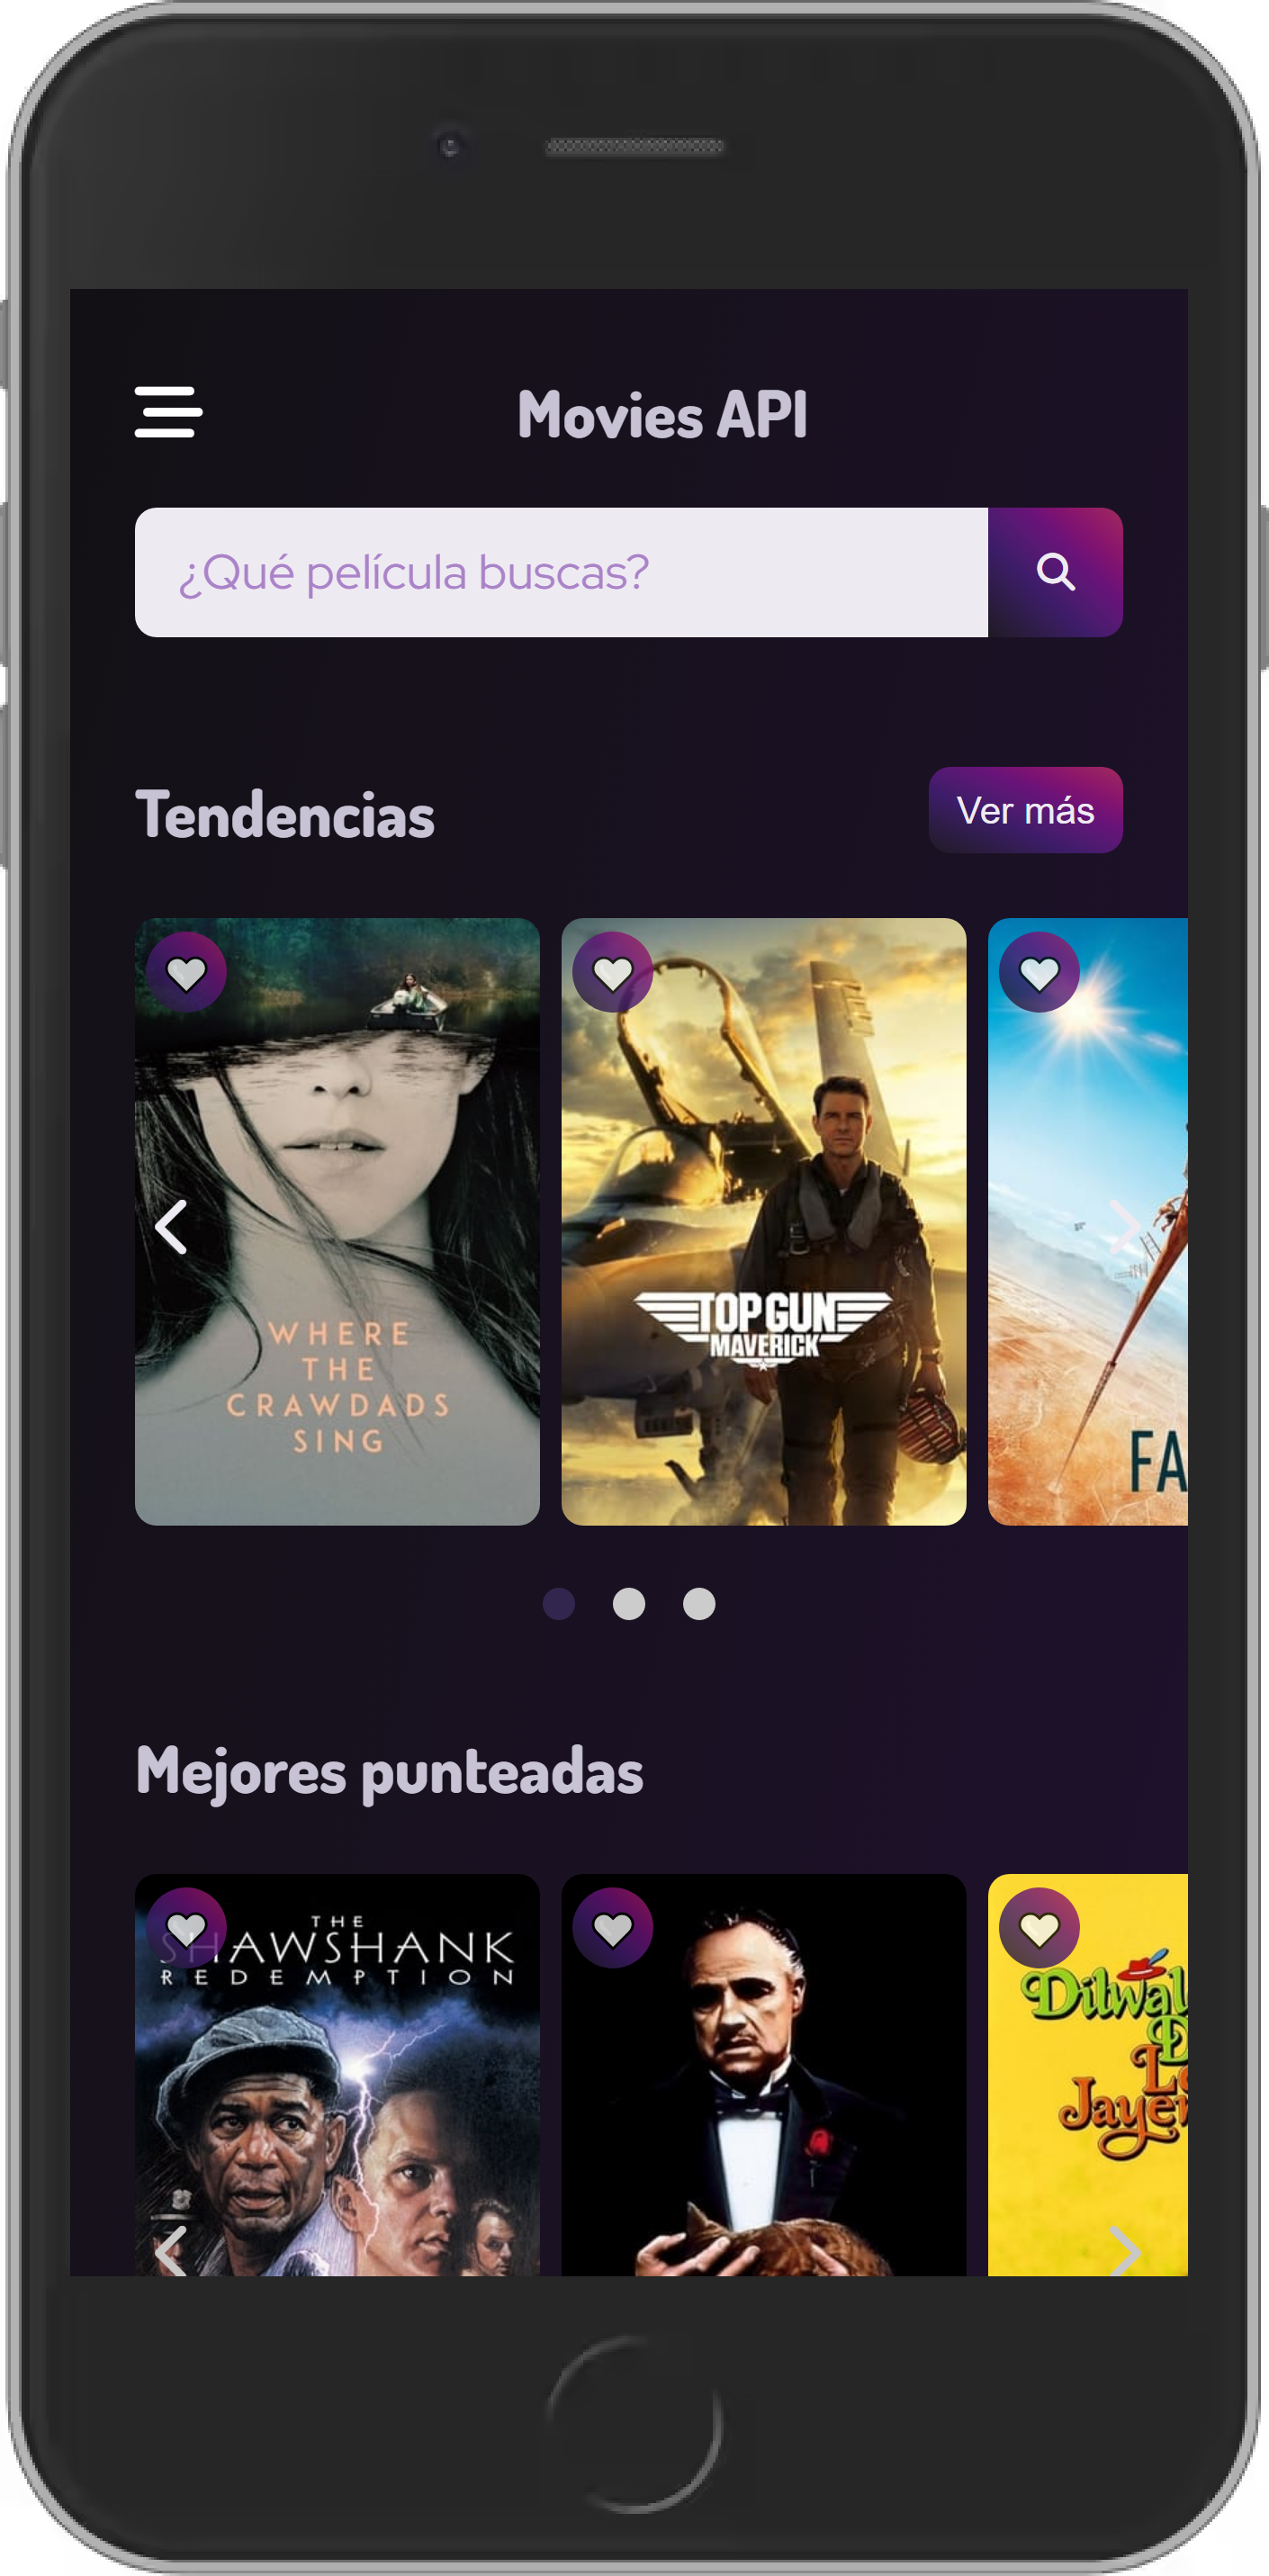 Movies API
¿Qué película buscas?
Tendencias
Ver más
WHERE
THE
CRAWDADS
SING
TOP GUN
MAVERICK
FA
Mejores punteadas
THE
SHAWSHANK
REDEMPTION
Dilwal
D
L
Jaye